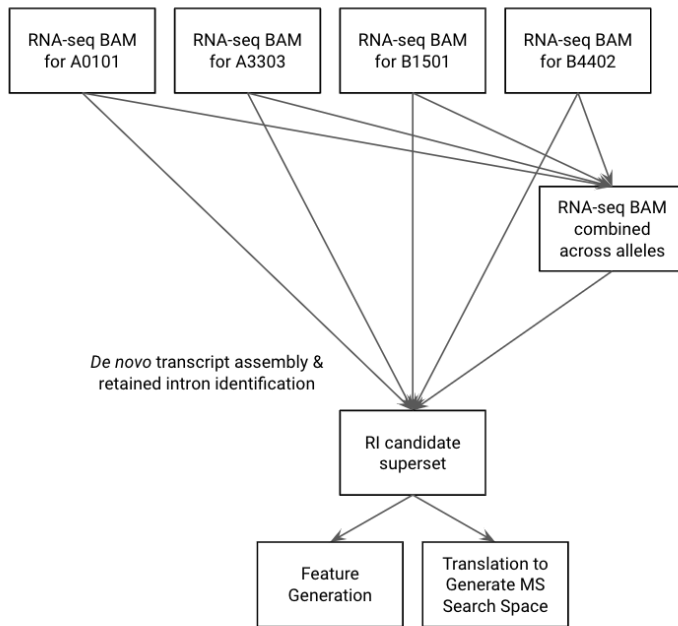 RNA-seq BAM
for A0101
RNA-seq BAM
for A3303
RNA-seq BAM
for B1501
RNA-seq BAM
for B4402
RNA-seq BAM
combined
across alleles
De novo transcript assembly &
retained intron identification
RI candidate
superset
Feature
Generation
Translation to
Generate MS
Search Space